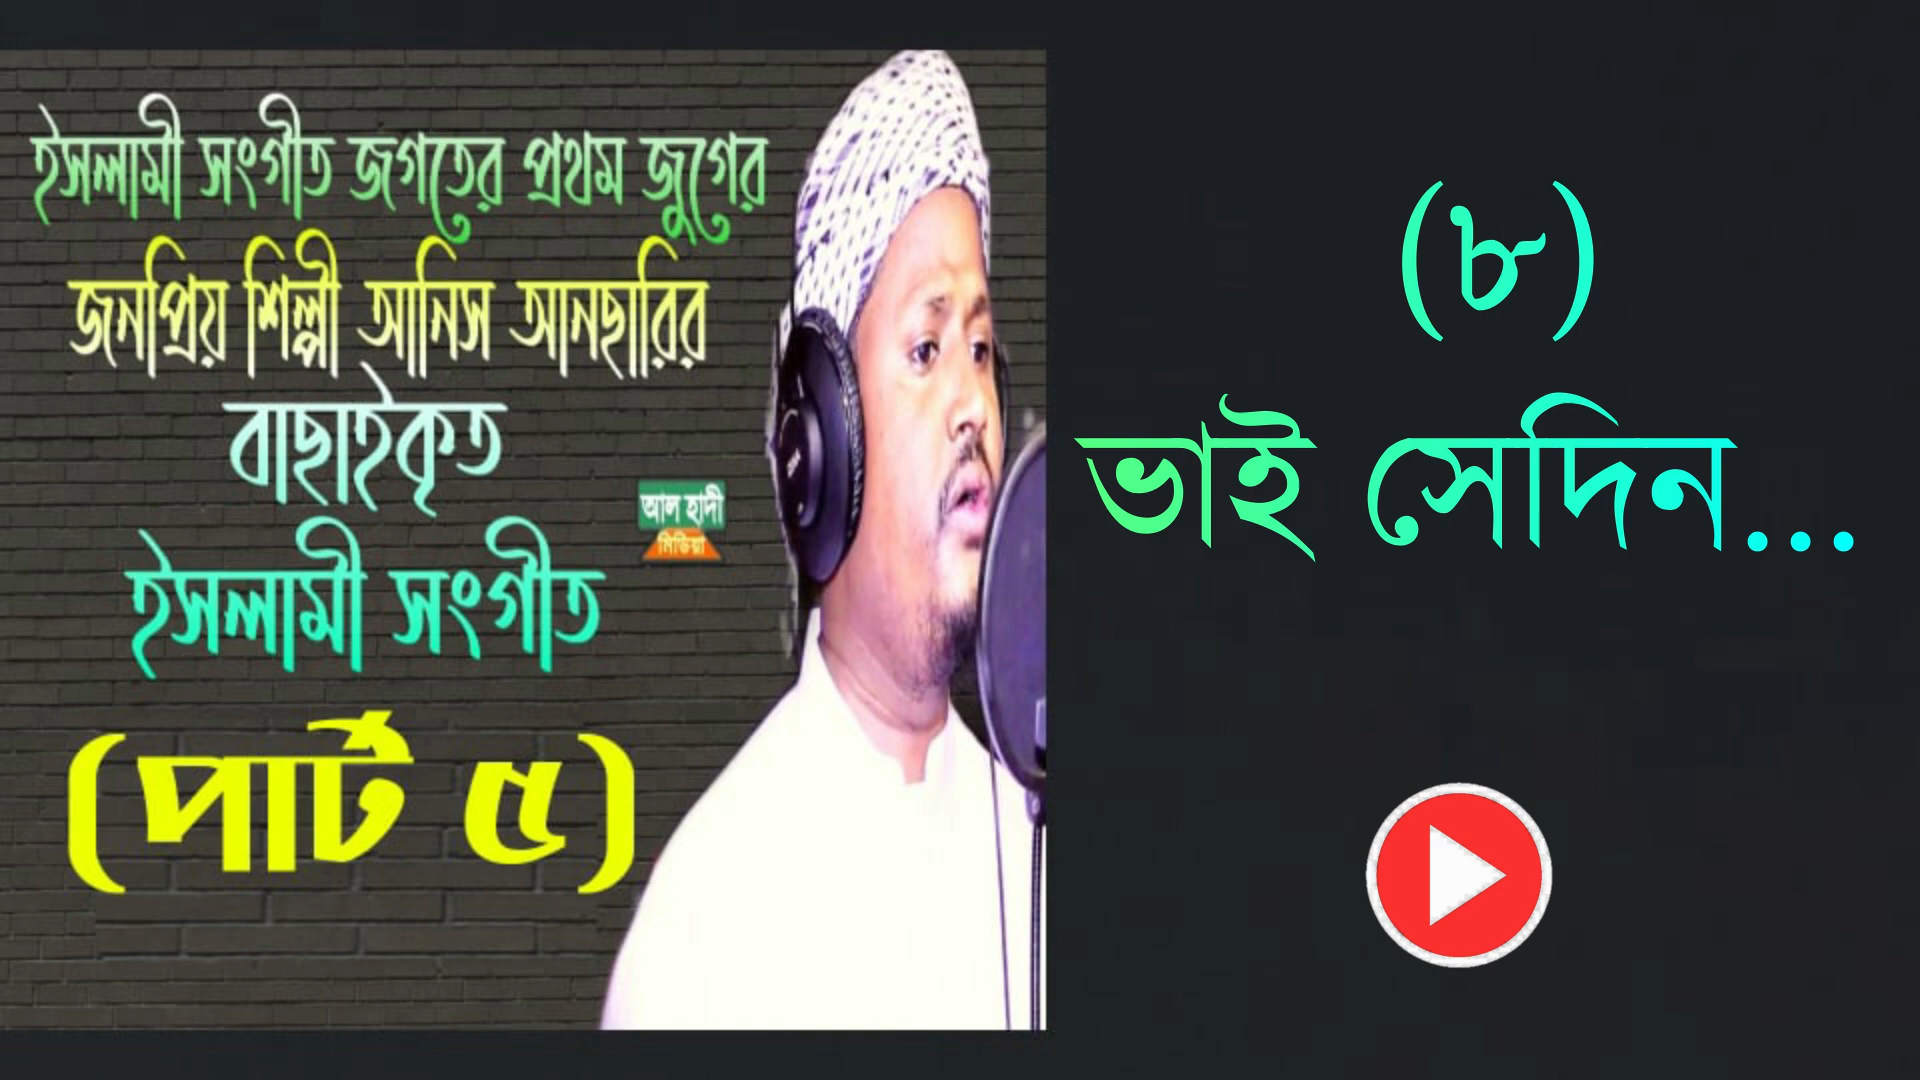 ইসলামী সংগীত জগতের প্রথম জুগের
জনপ্রিয় শিল্পী আনিস আনছারির
বাছাইকৃত
আল হাদী
মিডিয়া
ইসলামী সংগীত
(পার্ট ৫)
(৮)
ভাই সেদিন...